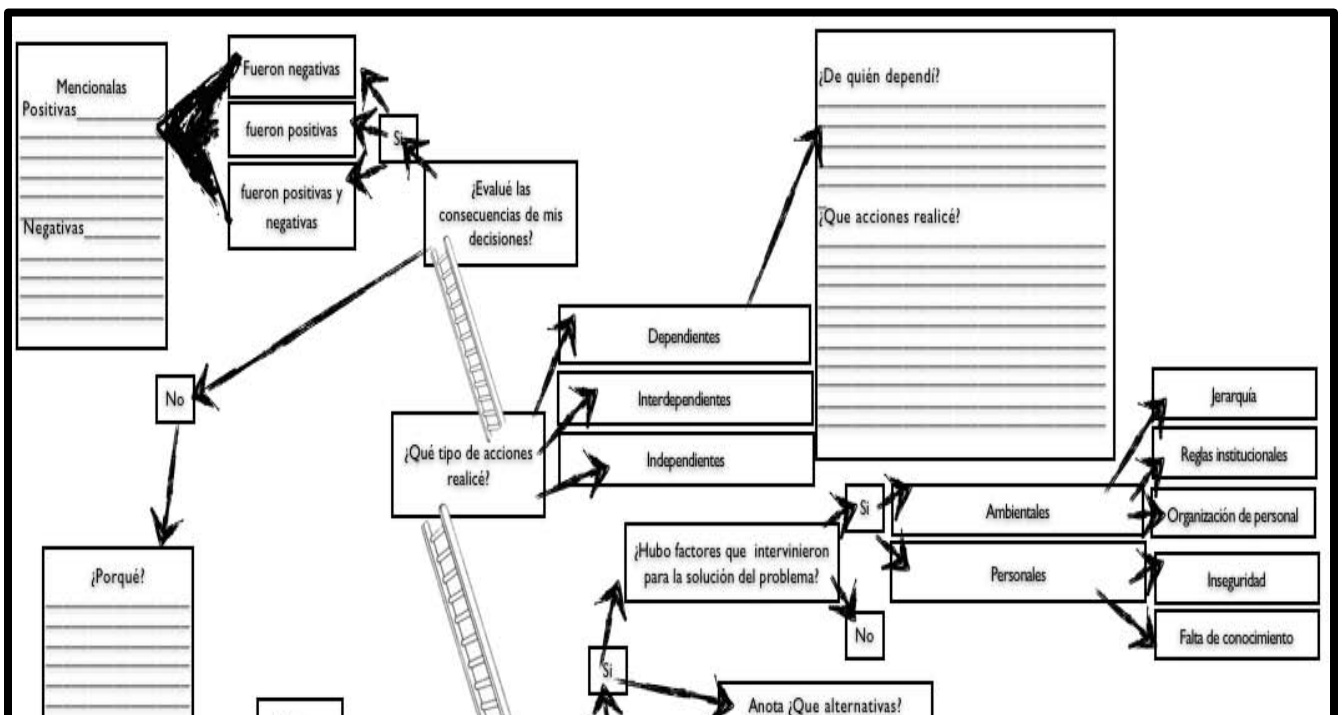 Mencionalas
Positivas
Negativas
Fueron negativas
fueron positivas
fueron positivas y
negativas
Si
¿Evalué las
consecuencias de mis
decisiones?
No
¿Porqué?
¿De quién dependí?
¿Que acciones realicé?
Dependientes
Interdependientes
Independientes
¿Qué tipo de acciones
realicé?
¿Hubo factores que intervinieron
para la solución del problema?
Si
No
Ambientales
Personales
Jerarquía
Reglas institucionales
Organización de personal
Inseguridad
Falta de conocimiento
Si
Anota ¿Que alternativas?